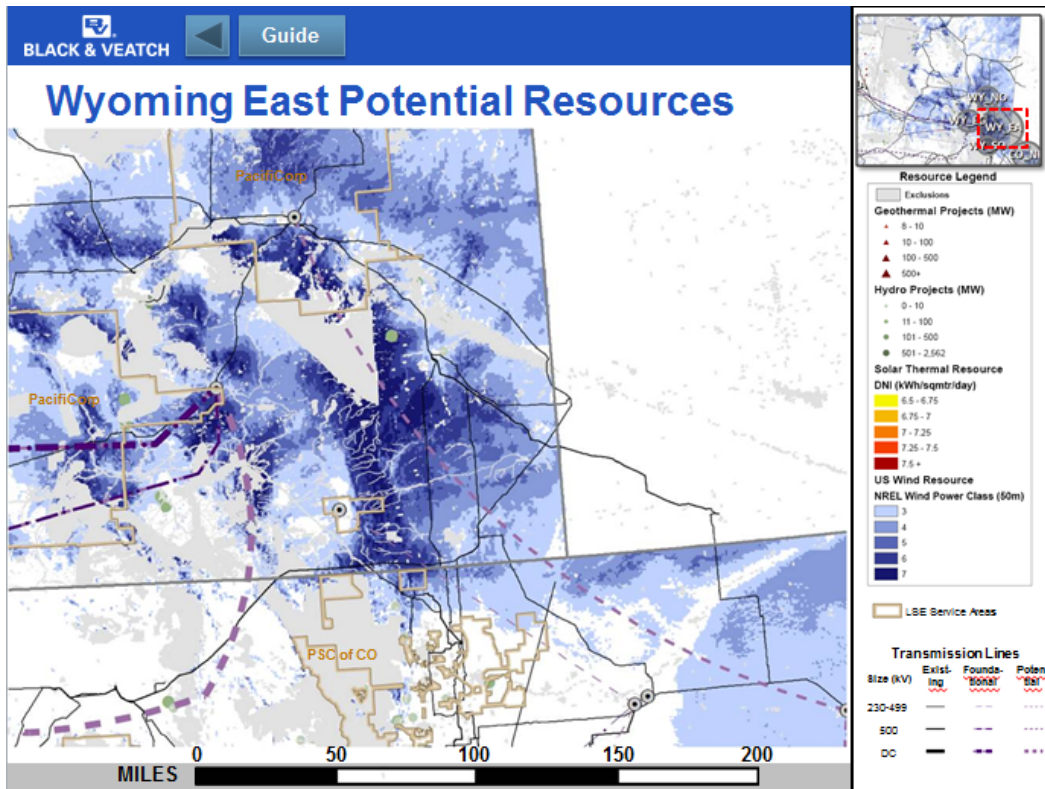 BLACK & VEATCH
Guide
Wyoming East Potential Resources
PacifiCorp
PacifiCorp
PSC of CO
0 50 100 150 200
MILES
WY_NO
WY_EA
Resource Legend
Exclusions
Geothermal Projects (MW)
8 - 10
10 - 100
100 - 500
500+
Hydro Projects (MW)
0 - 10
11 - 100
101 - 500
501 - 2,562
Solar Thermal Resource
DNI (kWh/sqmtr/day)
6.5 - 6.75
6.75 - 7
7 - 7.25
7.25 - 7.5
7.5 +
US Wind Resource
NREL Wind Power Class (50m)
3
4
5
6
7
LSE Service Areas
Transmission Lines
Size (kV) Exist-ing Founda-tional Poten tial
230-499
500
DC